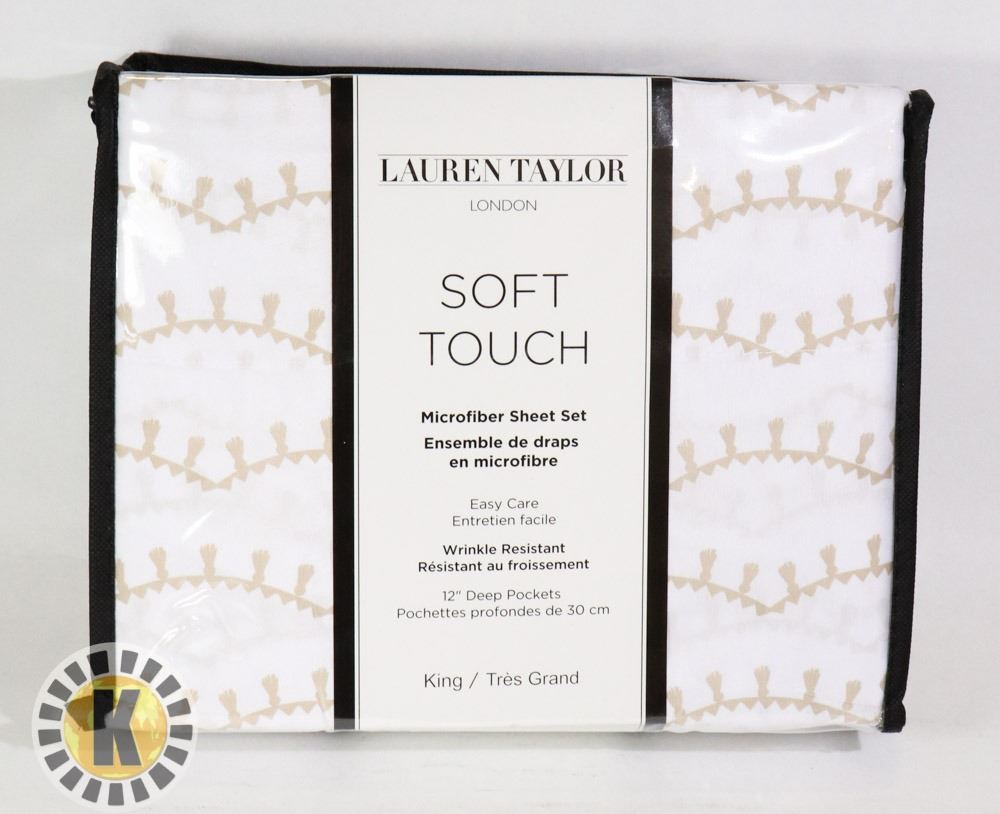 LAUREN TAYLOR
LONDON
SOFT
TOUCH
Microfiber Sheet Set
Ensemble de draps
en microfibre
Easy Care
Entretien facile
Wrinkle Resistant
Résistant au froissement
12" Deep Pockets
Pochettes profondes de 30 cm
King / Très Grand
K